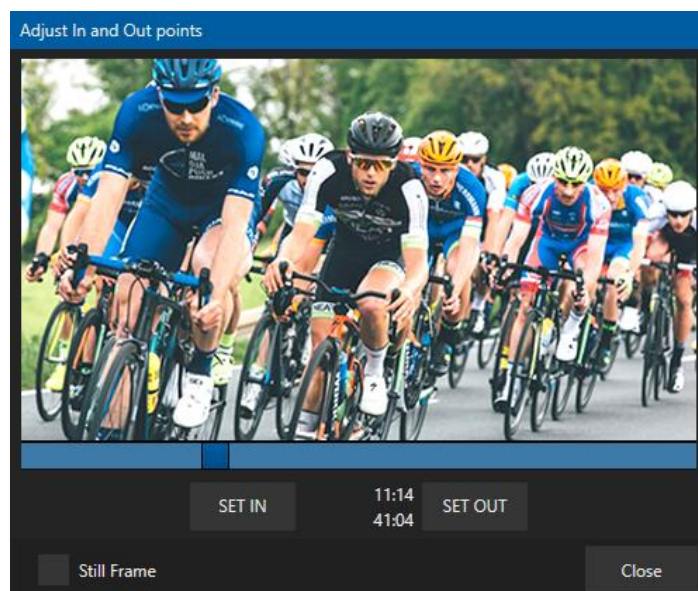 Adjust In and Out points
SET IN
11:14
41:04
SET OUT
Still Frame
Close